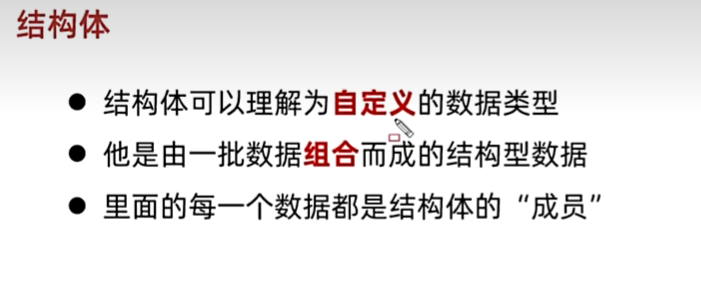 结构体
● 结构体可以理解为自定义的数据类型
● 他是由一批数据组合而成的结构型数据
● 里面的每一个数据都是结构体的“成员”